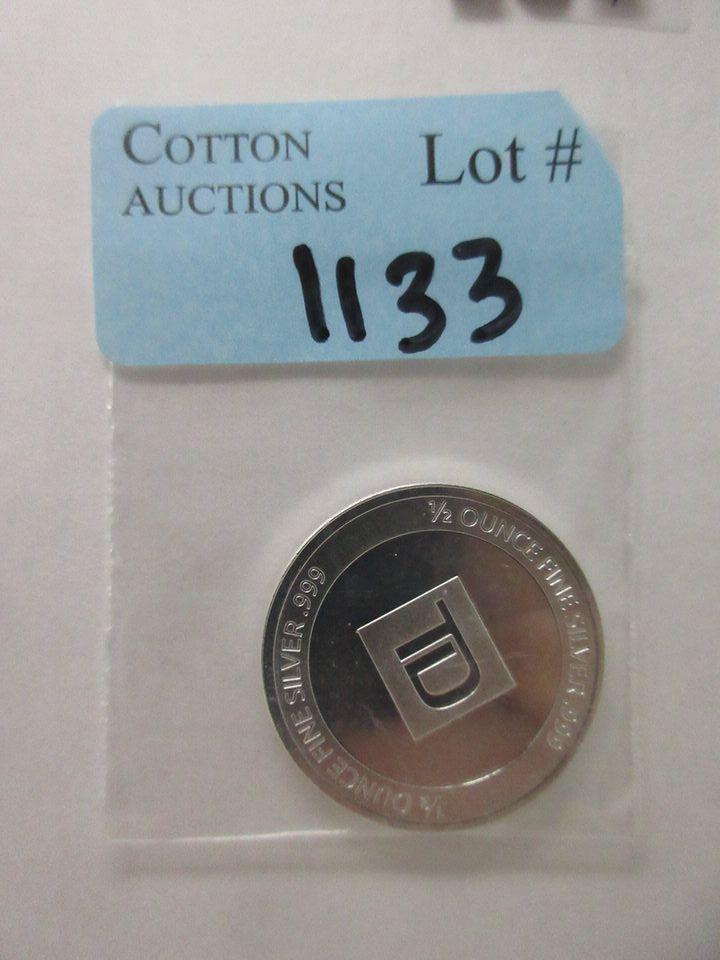 COTTON
AUCTIONS
Lot #
1133
½ OUNCE FINE SILVER .999
½ OUNCE FINE SILVER .999
TD